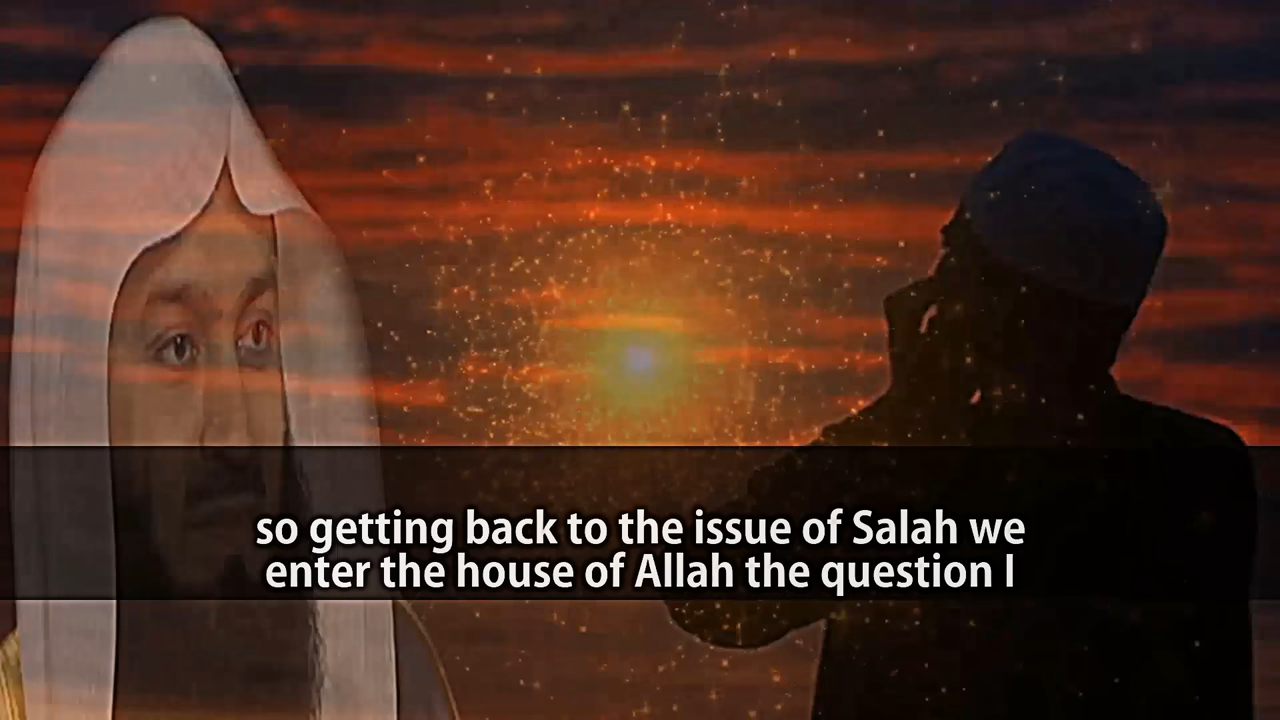 so getting back to the issue of Salah we
enter the house of Allah the question I